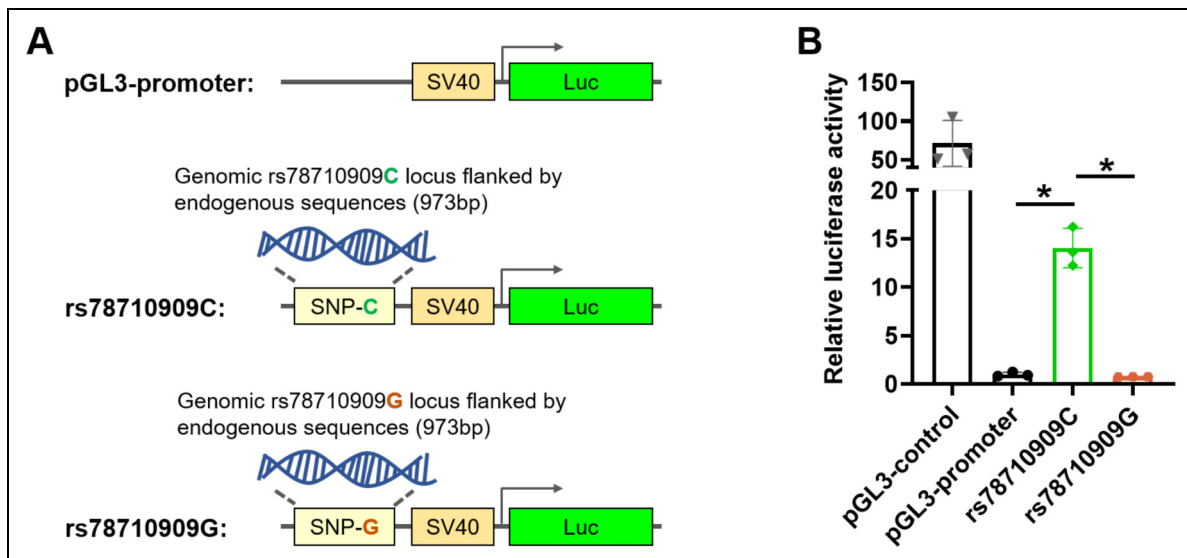 A
pGL3-promoter:
SV40
Luc
Genomic rs78710909C locus flanked by
endogenous sequences (973bp)
rs78710909C:
SNP-C
SV40
Luc
Genomic rs78710909G locus flanked by
endogenous sequences (973bp)
rs78710909G:
SNP-G
SV40
Luc
B
Relative luciferase activity
150
100
50
20
15
10
5
0
*
*
pGL3-control
pGL3-promoter
rs78710909C
rs78710909G